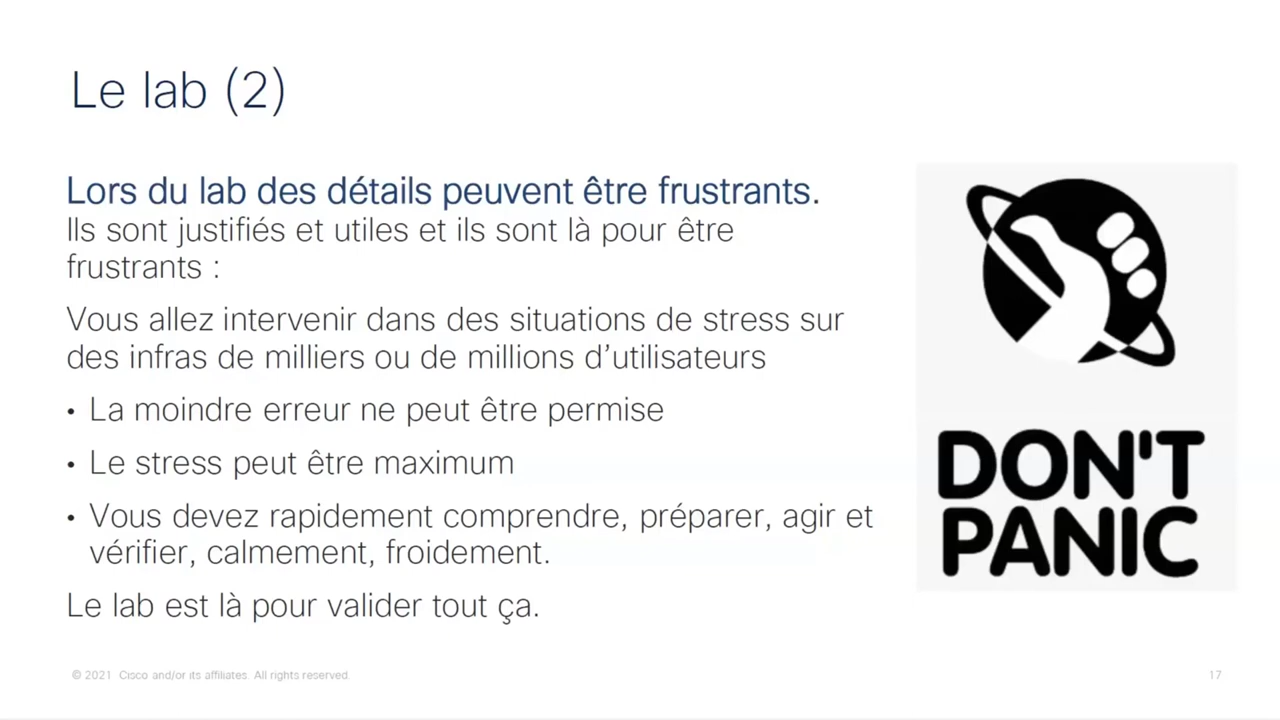 Le lab (2)
Lors du lab des détails peuvent être frustrants.
Ils sont justifiés et utiles et ils sont là pour être
frustrants :
Vous allez intervenir dans des situations de stress sur
des infras de milliers ou de millions d’utilisateurs
• La moindre erreur ne peut être permise
• Le stress peut être maximum
• Vous devez rapidement comprendre, préparer, agir et
vérifier, calmement, froidement.
Le lab est là pour valider tout ça.
DON'T
PANIC
© 2021 Cisco and/or its affiliates. All rights reserved.
17